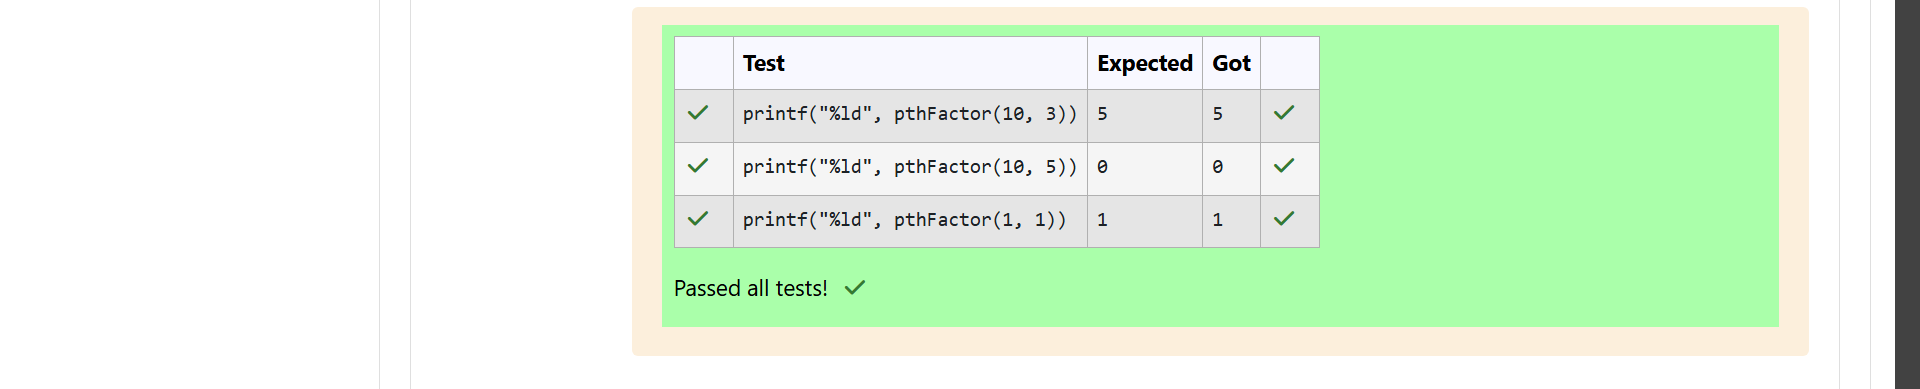 Test Expected Got
printf("%ld", pthFactor(10, 3)) 5 5
printf("%ld", pthFactor(10, 5)) 0 0
printf("%ld", pthFactor(1, 1)) 1 1
Passed all tests!